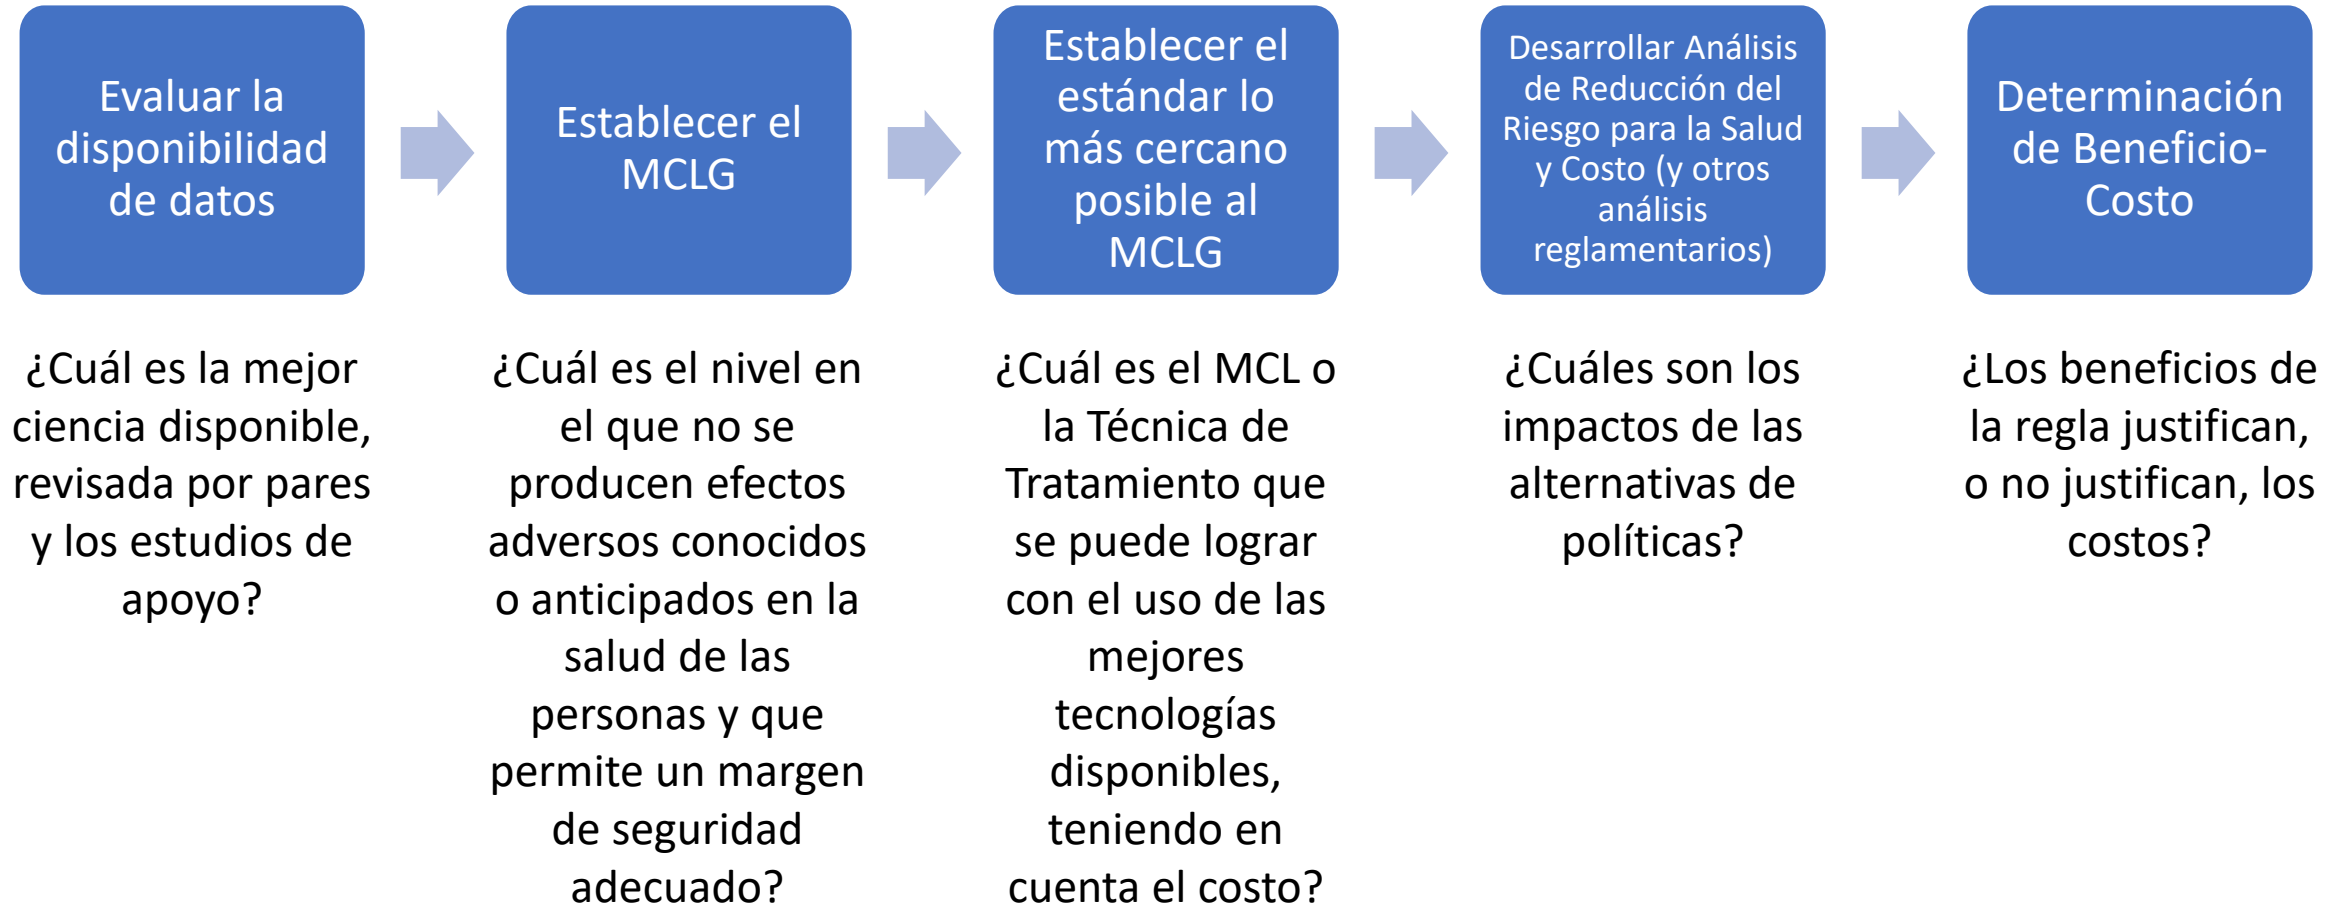 Evaluar la
disponibilidad
de datos
Establecer el
MCLG
Establecer el
estándar lo
más cercano
posible al
MCLG
Desarrollar Análisis
de Reducción del
Riesgo para la Salud
y Costo (y otros
análisis
reglamentarios)
Determinación
de Beneficio-
Costo
¿Cuál es la mejor
ciencia disponible,
revisada por pares
y los estudios de
apoyo?
¿Cuál es el nivel en
el que no se
producen efectos
adversos conocidos
o anticipados en la
salud de las
personas y que
permite un margen
de seguridad
adecuado?
¿Cuál es el MCL o
la Técnica de
Tratamiento que
se puede lograr
con el uso de las
mejores
tecnologías
disponibles,
teniendo en
cuenta el costo?
¿Cuáles son los
impactos de las
alternativas de
políticas?
¿Los beneficios de
la regla justifican,
o no justifican, los
costos?